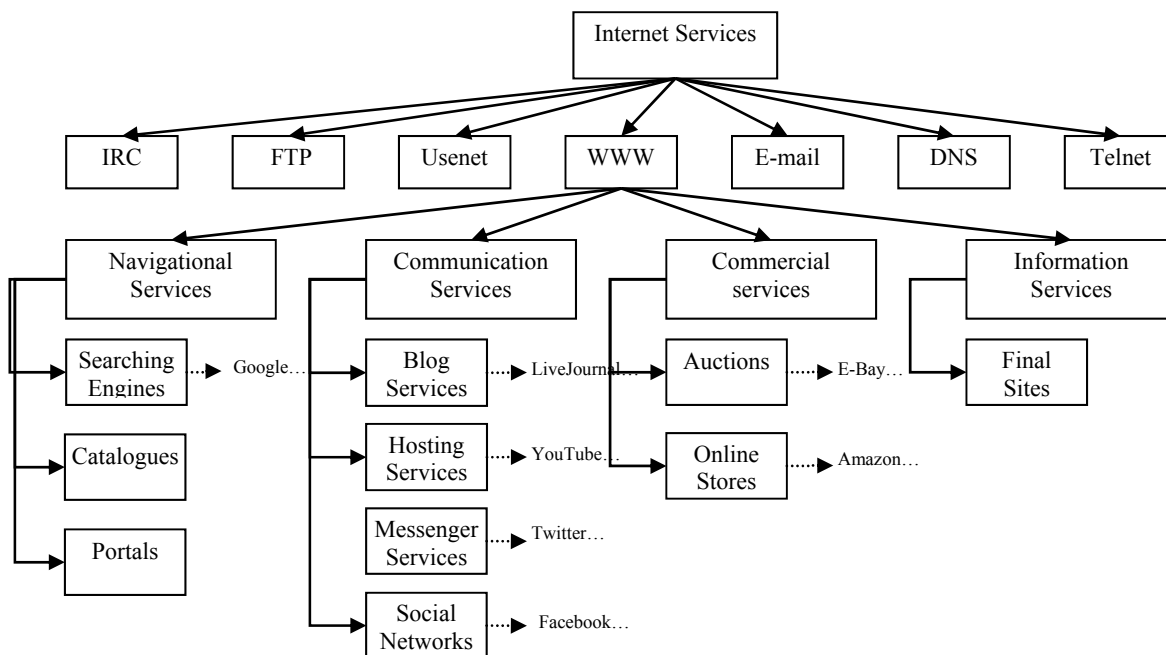 Internet Services
IRC
FTP
Usenet
WWW
E-mail
DNS
Telnet
Navigational
Services
Communication
Services
Commercial
services
Information
Services
Searching
Engines
Google…
Blog
Services
LiveJournal…
Auctions
E-Bay…
Final
Sites
Catalogues
Hosting
Services
YouTube…
Online
Stores
Amazon…
Portals
Messenger
Services
Twitter…
Social
Networks
Facebook…